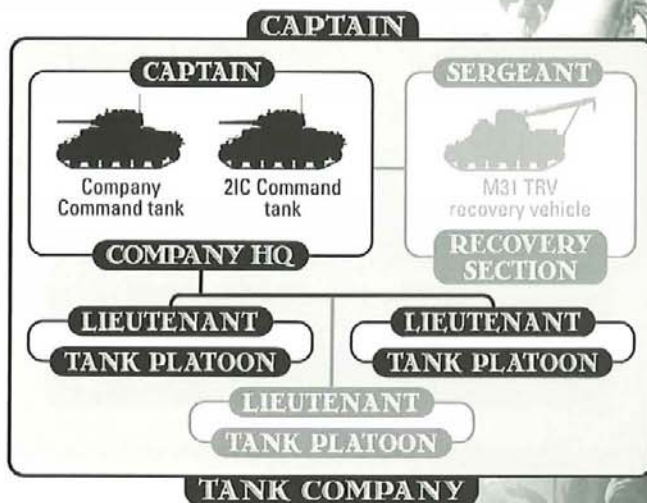 CAPTAIN
CAPTAIN
Company
Command tank
2IC Command
tank
COMPANY HQ
SERGEANT
M31 TRV
recovery vehicle
RECOVERY
SECTION
LIEUTENANT
TANK PLATOON
LIEUTENANT
TANK PLATOON
LIEUTENANT
TANK PLATOON
TANK COMPANY